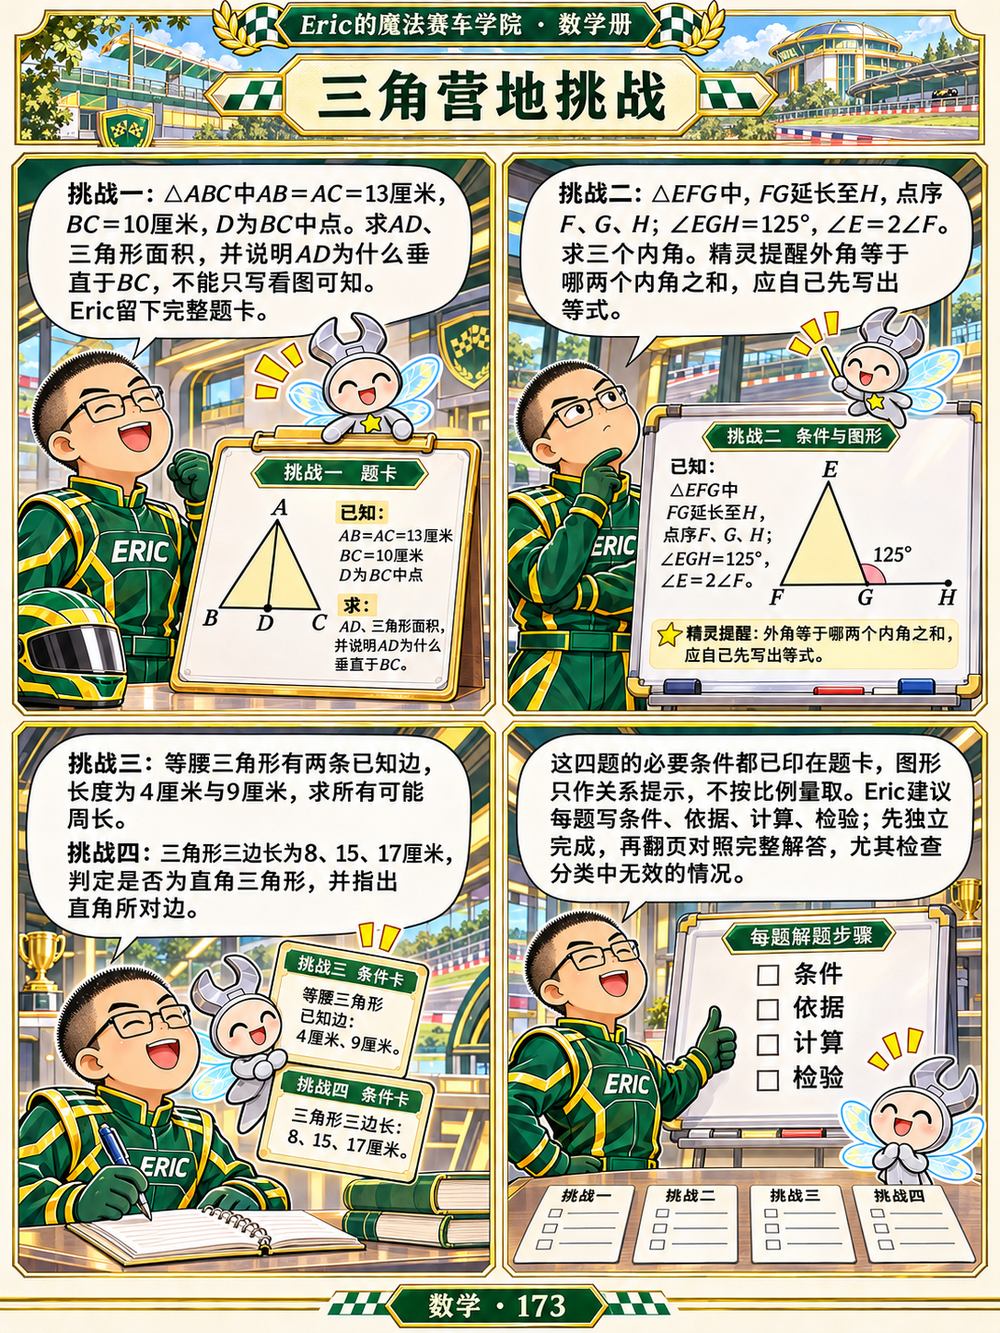 Eric的魔法赛车学院 · 数学册
三角营地挑战
挑战一：△ABC中AB＝AC＝13厘米，
BC＝10厘米，D为BC中点。求AD、
三角形面积，并说明AD为什么垂
直于BC，不能只写看图可知。
Eric留下完整题卡。
挑战一 题卡
A
B
D
C
已知：
AB＝AC＝13厘米
BC＝10厘米
D为BC中点
求：
AD、三角形面积，
并说明AD为什么
垂直于BC。
ERIC
挑战二：△EFG中，FG延长至H，点序
F、G、H；∠EGH＝125°，∠E＝2∠F。
求三个内角。精灵提醒外角等于
哪两个内角之和，应自己先写出
等式。
挑战二 条件与图形
已知：
△EFG中
FG延长至H，
点序F、G、H；
∠EGH＝125°，
∠E＝2∠F。
E
125°
F
G
H
精灵提醒：外角等于哪两个内角之和，
应自己先写出等式。
ERIC
挑战三：等腰三角形有两条已知边，
长度为4厘米与9厘米，求所有可能
周长。
挑战四：三角形三边长为8、15、17厘米，
判定是否为直角三角形，并指出
直角所对边。
挑战三 条件卡
等腰三角形
已知边：
4厘米、9厘米。
挑战四 条件卡
三角形三边长：
8、15、17厘米。
ERIC
这四题的必要条件都已印在题卡，图形
只作关系提示，不按比例量取。Eric建议
每题写条件、依据、计算、检验；先独立
完成，再翻页对照完整解答，尤其检查
分类中无效的情况。
每题解题步骤
条件
依据
计算
检验
ERIC
挑战一
挑战二
挑战三
挑战四
数学 · 173